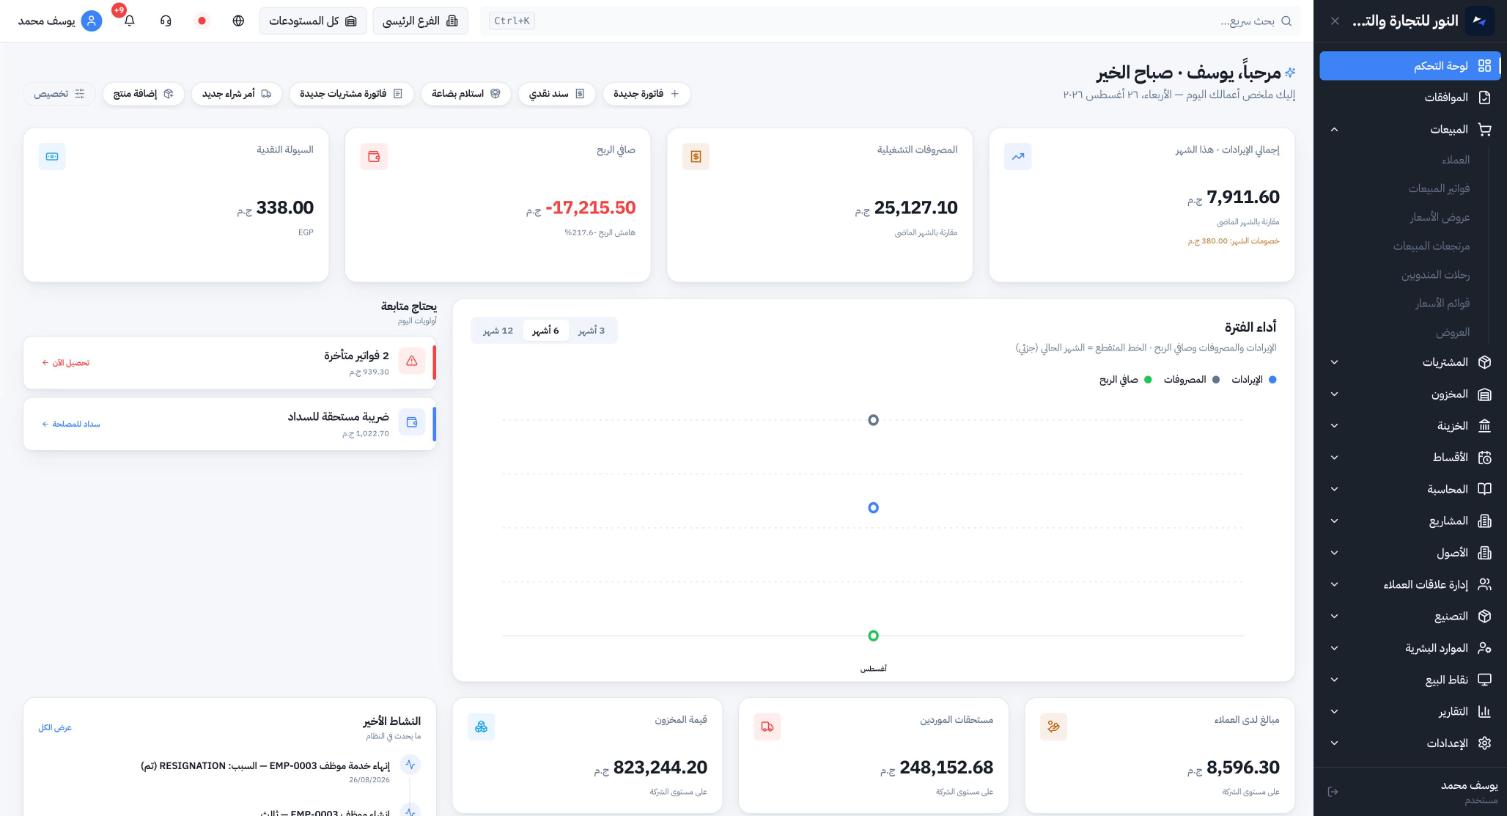 النور للتجارة والتـ...
لوحة التحكم
الموافقات
المبيعات
العملاء
فواتير المبيعات
عروض الأسعار
مرتجعات المبيعات
رحلات المندوبين
قوائم الأسعار
العروض
المشتريات
المخزون
الخزينة
الأقساط
المحاسبة
المشاريع
الأصول
إدارة علاقات العملاء
التصنيع
الموارد البشرية
نقاط البيع
التقارير
الإعدادات
يوسف محمد
مستخدم
بحث سريع...
Ctrl+K
الفرع الرئيسى
كل المستودعات
+9
يوسف محمد
مرحباً، يوسف · صباح الخير
إليك ملخص أعمالك اليوم — الأربعاء، ٢٦ أغسطس ٢٠٢٦
فاتورة جديدة
سند نقدي
استلام بضاعة
فاتورة مشتريات جديدة
أمر شراء جديد
إضافة منتج
تخصيص
إجمالي الإيرادات · هذا الشهر
7,911.60 ج.م
مقارنة بالشهر الماضى
خصومات الشهر: 380.00 ج.م
المصروفات التشغيلية
25,127.10 ج.م
مقارنة بالشهر الماضى
صافي الربح
-17,215.50 ج.م
هامش الربح -217.6%
السيولة النقدية
338.00 ج.م
EGP
أداء الفترة
3 أشهر
6 أشهر
12 شهر
الإيرادات والمصروفات وصافي الربح · الخط المتقطع = الشهر الحالي (جزئي)
الإيرادات
المصروفات
صافي الربح
أغسطس
يحتاج متابعة
أولويات اليوم
2 فواتير متأخرة
939.30 ج.م
تحصيل الآن ←
ضريبة مستحقة للسداد
1,022.70 ج.م
سداد للمصلحة ←
مبالغ لدى العملاء
8,596.30 ج.م
على مستوى الشركة
مستحقات الموردين
248,152.68 ج.م
على مستوى الشركة
قيمة المخزون
823,244.20 ج.م
على مستوى الشركة
النشاط الأخير
ما يحدث في النظام
عرض الكل
إنهاء خدمة موظف EMP-0003 — السبب: RESIGNATION (تم)
26/08/2026
إنشاء موظف EMP-0003 — ثالث